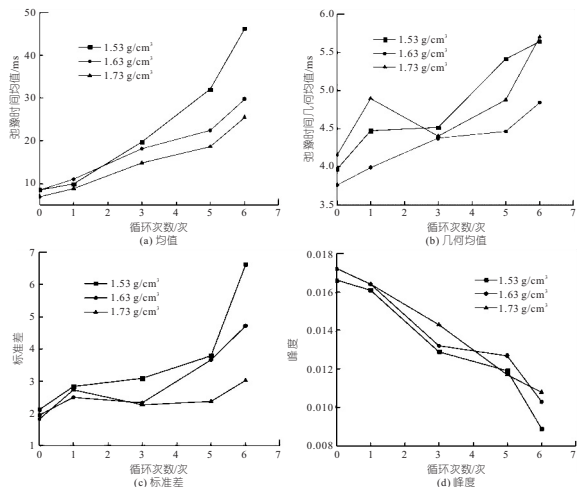 50
40
30
20
10
弛豫时间均值/ms
1.53 g/cm³
1.63 g/cm³
1.73 g/cm³
0 1 2 3 4 5 6 7
循环次数/次
(a) 均值
6.0
5.5
5.0
4.5
4.0
3.5
弛豫时间几何均值/ms
1.53 g/cm³
1.63 g/cm³
1.73 g/cm³
0 1 2 3 4 5 6 7
循环次数/次
(b) 几何均值
7
6
5
4
3
2
1
标准差
1.53 g/cm³
1.63 g/cm³
1.73 g/cm³
0 1 2 3 4 5 6 7
循环次数/次
(c) 标准差
0.018
0.016
0.014
0.012
0.010
0.008
峰度
1.53 g/cm³
1.63 g/cm³
1.73 g/cm³
0 1 2 3 4 5 6 7
循环次数/次
(d) 峰度